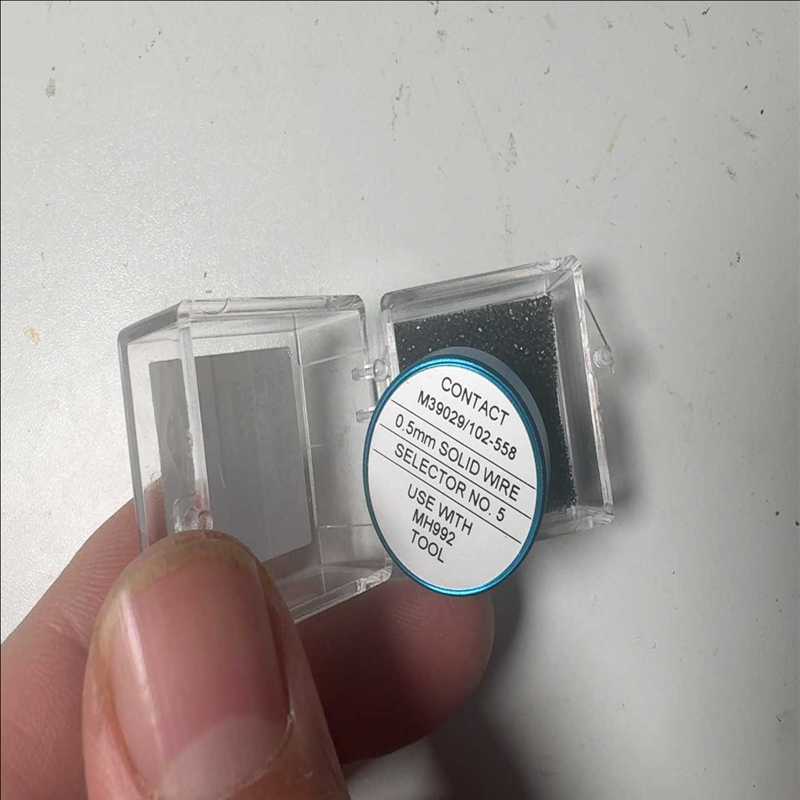 CONTACT
M39029/102-558
0.5mm SOLID WIRE
SELECTOR NO. 5
USE WITH
MH992
TOOL